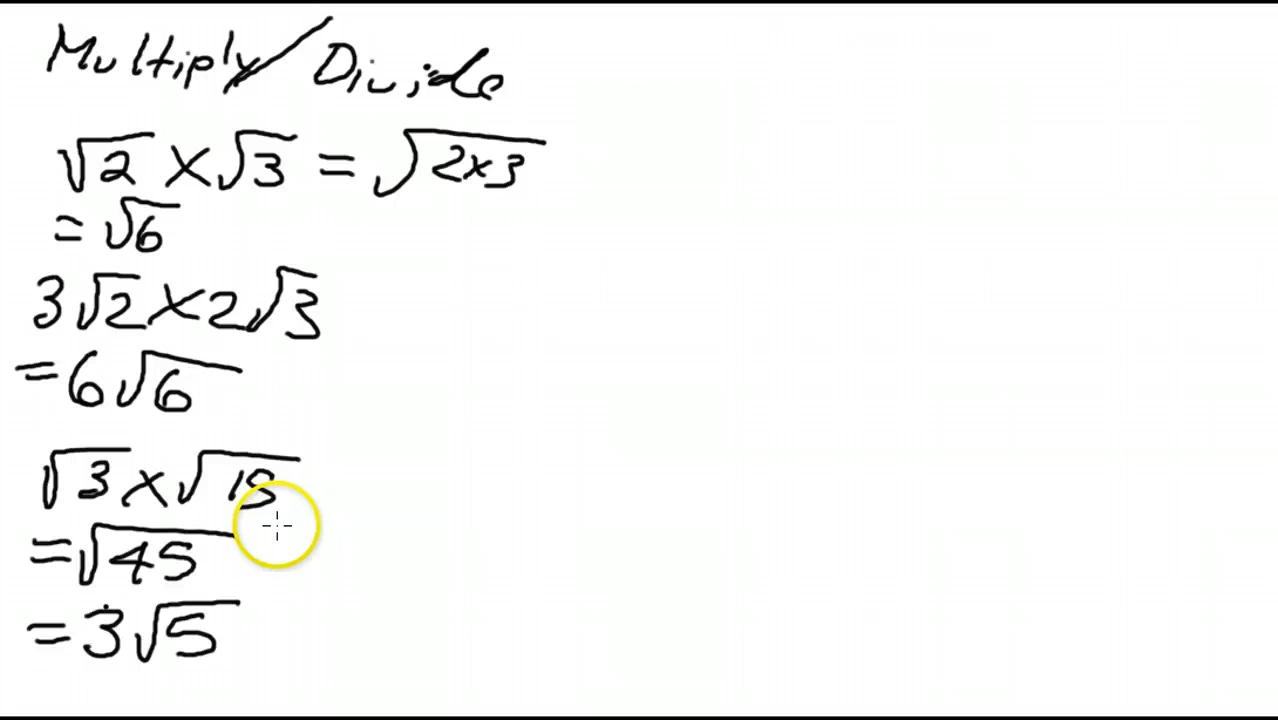 Multiply/Divide
√2 × √3 = √2×3
= √6
3√2 × 2√3
= 6√6
√3 × √15
= √45
= 3√5